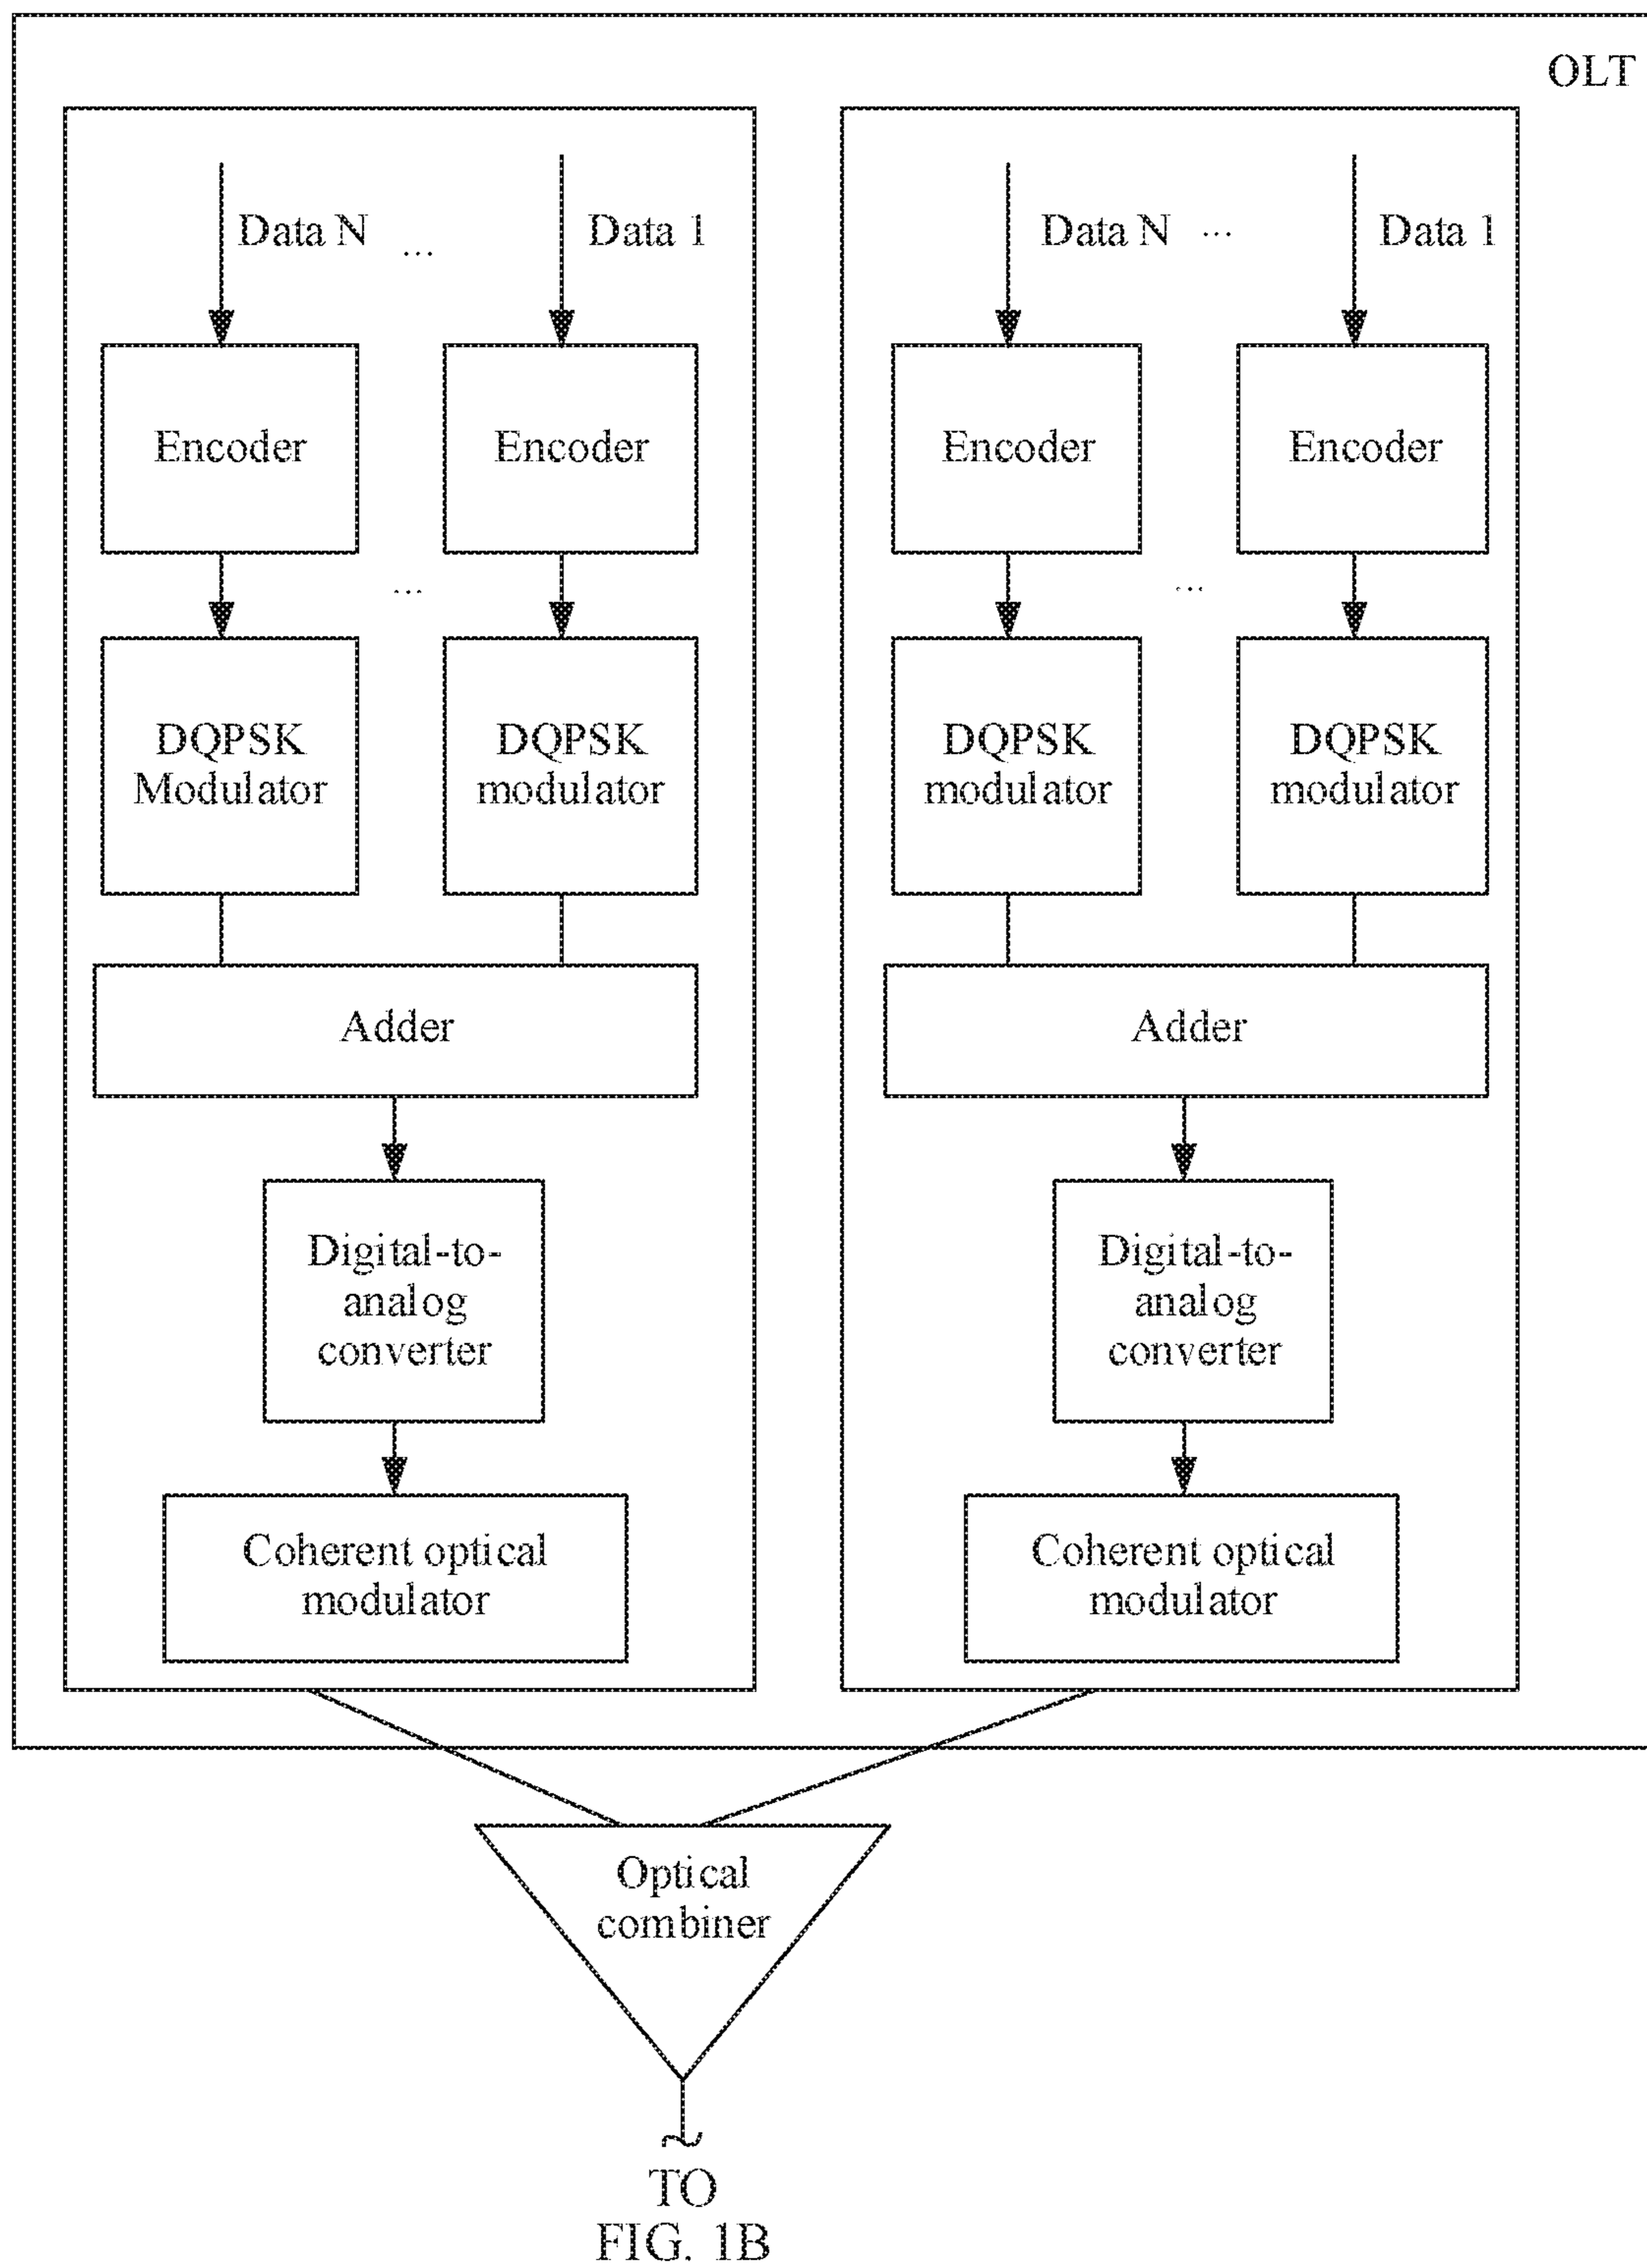 OLT
Data N ... Data 1
Data N ... Data 1
Encoder
Encoder
Encoder
Encoder
...
...
DQPSK
Modulator
DQPSK
modulator
DQPSK
modulator
DQPSK
modulator
Adder
Adder
Digital-to-
analog
converter
Digital-to-
analog
converter
Coherent optical
modulator
Coherent optical
modulator
Optical
combiner
TO
FIG. 1B